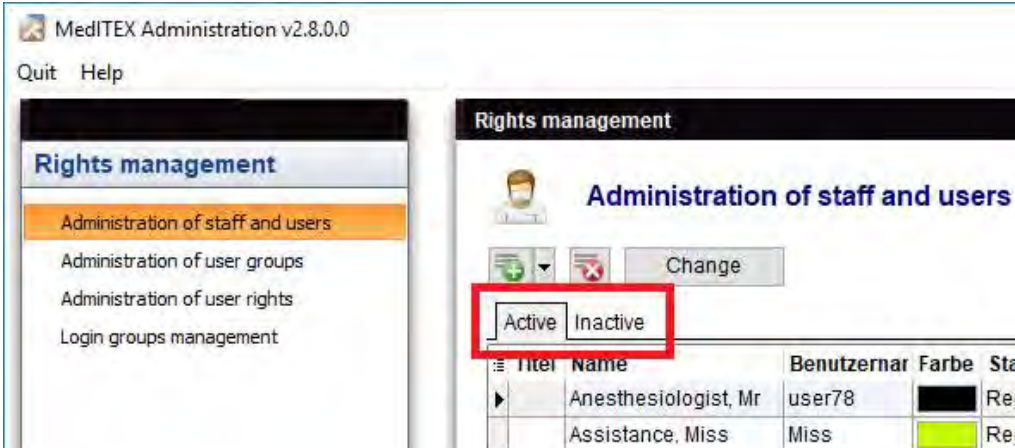 MedITEX Administration v2.8.0.0
Quit Help
Rights management
Administration of staff and users
Administration of user groups
Administration of user rights
Login groups management
Rights management
Administration of staff and users
Change
Active Inactive
Titel Name Benutzernar Farbe Sta
Anesthesiologist, Mr user78 Re
Assistance, Miss Miss Re